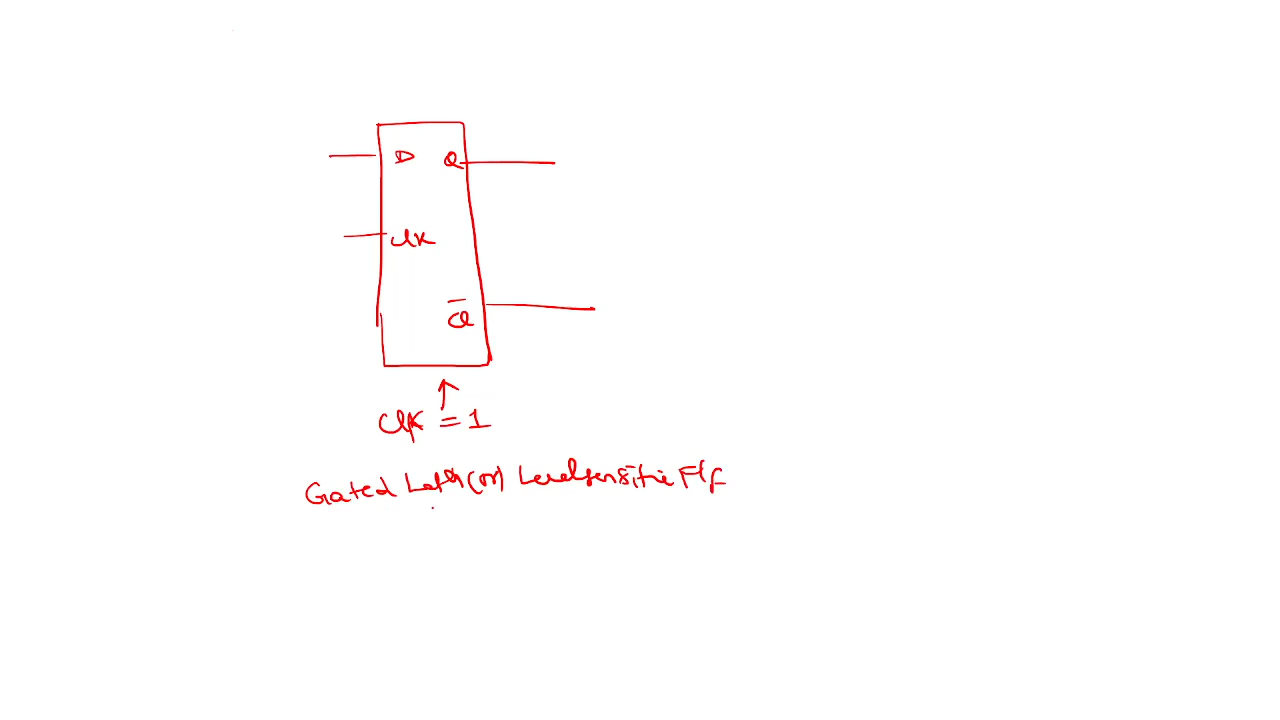 D Q
CLK
Q̅
CLK = 1
Gated Latch (or) Level sensitive F/F